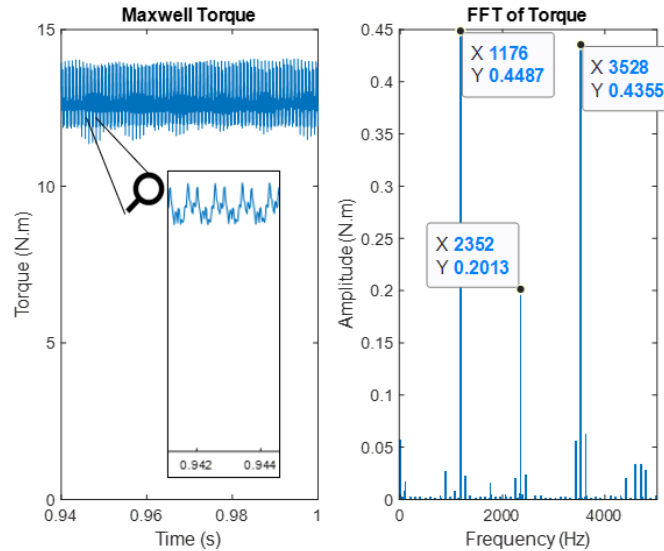 Maxwell Torque
15
10
5
0
0.94
0.96
0.98
1
Time (s)
Torque (N.m)
0.942
0.944
FFT of Torque
0.45
0.4
0.35
0.3
0.25
0.2
0.15
0.1
0.05
0
0
2000
4000
Frequency (Hz)
Amplitude (N.m)
X 1176
Y 0.4487
X 3528
Y 0.4355
X 2352
Y 0.2013